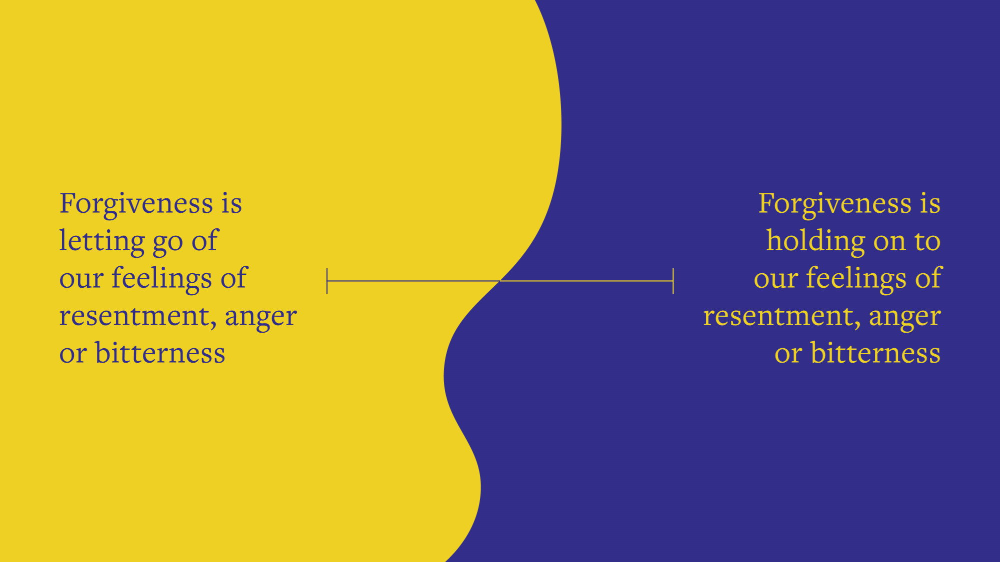 Forgiveness is
letting go of
our feelings of
resentment, anger
or bitterness
Forgiveness is
holding on to
our feelings of
resentment, anger
or bitterness